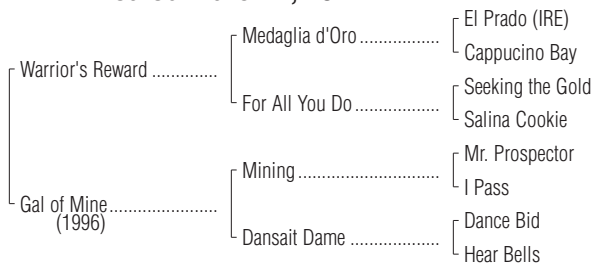 El Prado (IRE)
Medaglia d'Oro ..................
Cappucino Bay
Warrior's Reward ..............
Seeking the Gold
For All You Do ...................
Salina Cookie
Mr. Prospector
Mining ................................
I Pass
Gal of Mine .......................
(1996)
Dance Bid
Dansait Dame ....................
Hear Bells